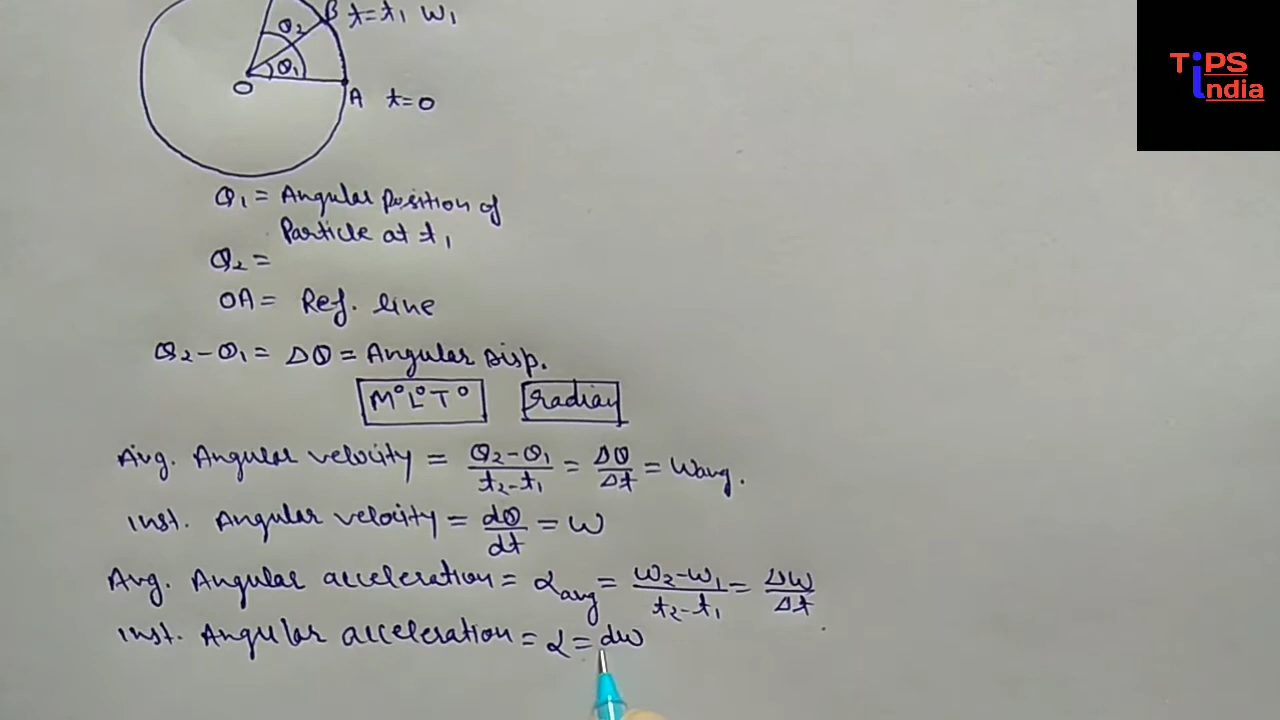 θ₂ B t=t₁ ω₁
θ₁
O A t=0
TiPS
India
θ₁ = Angular Position of
Particle at t₁
θ₂ =
OA = Ref. line
θ₂-θ₁ = Δθ = Angular Disp.
M⁰L⁰T⁰ radian
Avg. Angular velocity = θ₂-θ₁/t₂-t₁ = Δθ/Δt = ωavg.
Inst. Angular velocity = dθ/dt = ω
Avg. Angular acceleration = αavg = ω₂-ω₁/t₂-t₁ = Δω/Δt
Inst. Angular acceleration = α = dω